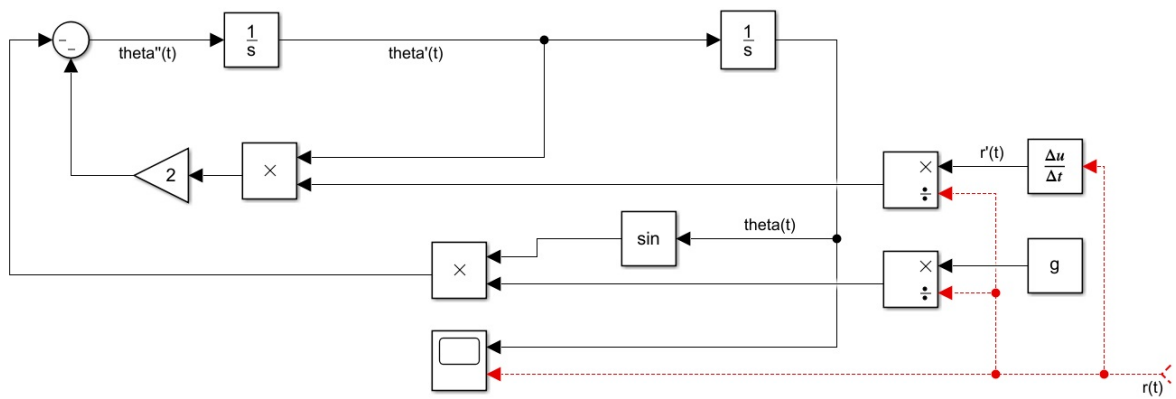 − −
theta''(t)
1
s
theta'(t)
1
s
2
×
×
÷
r'(t)
Δu
Δt
sin
theta(t)
×
×
÷
g
r(t)